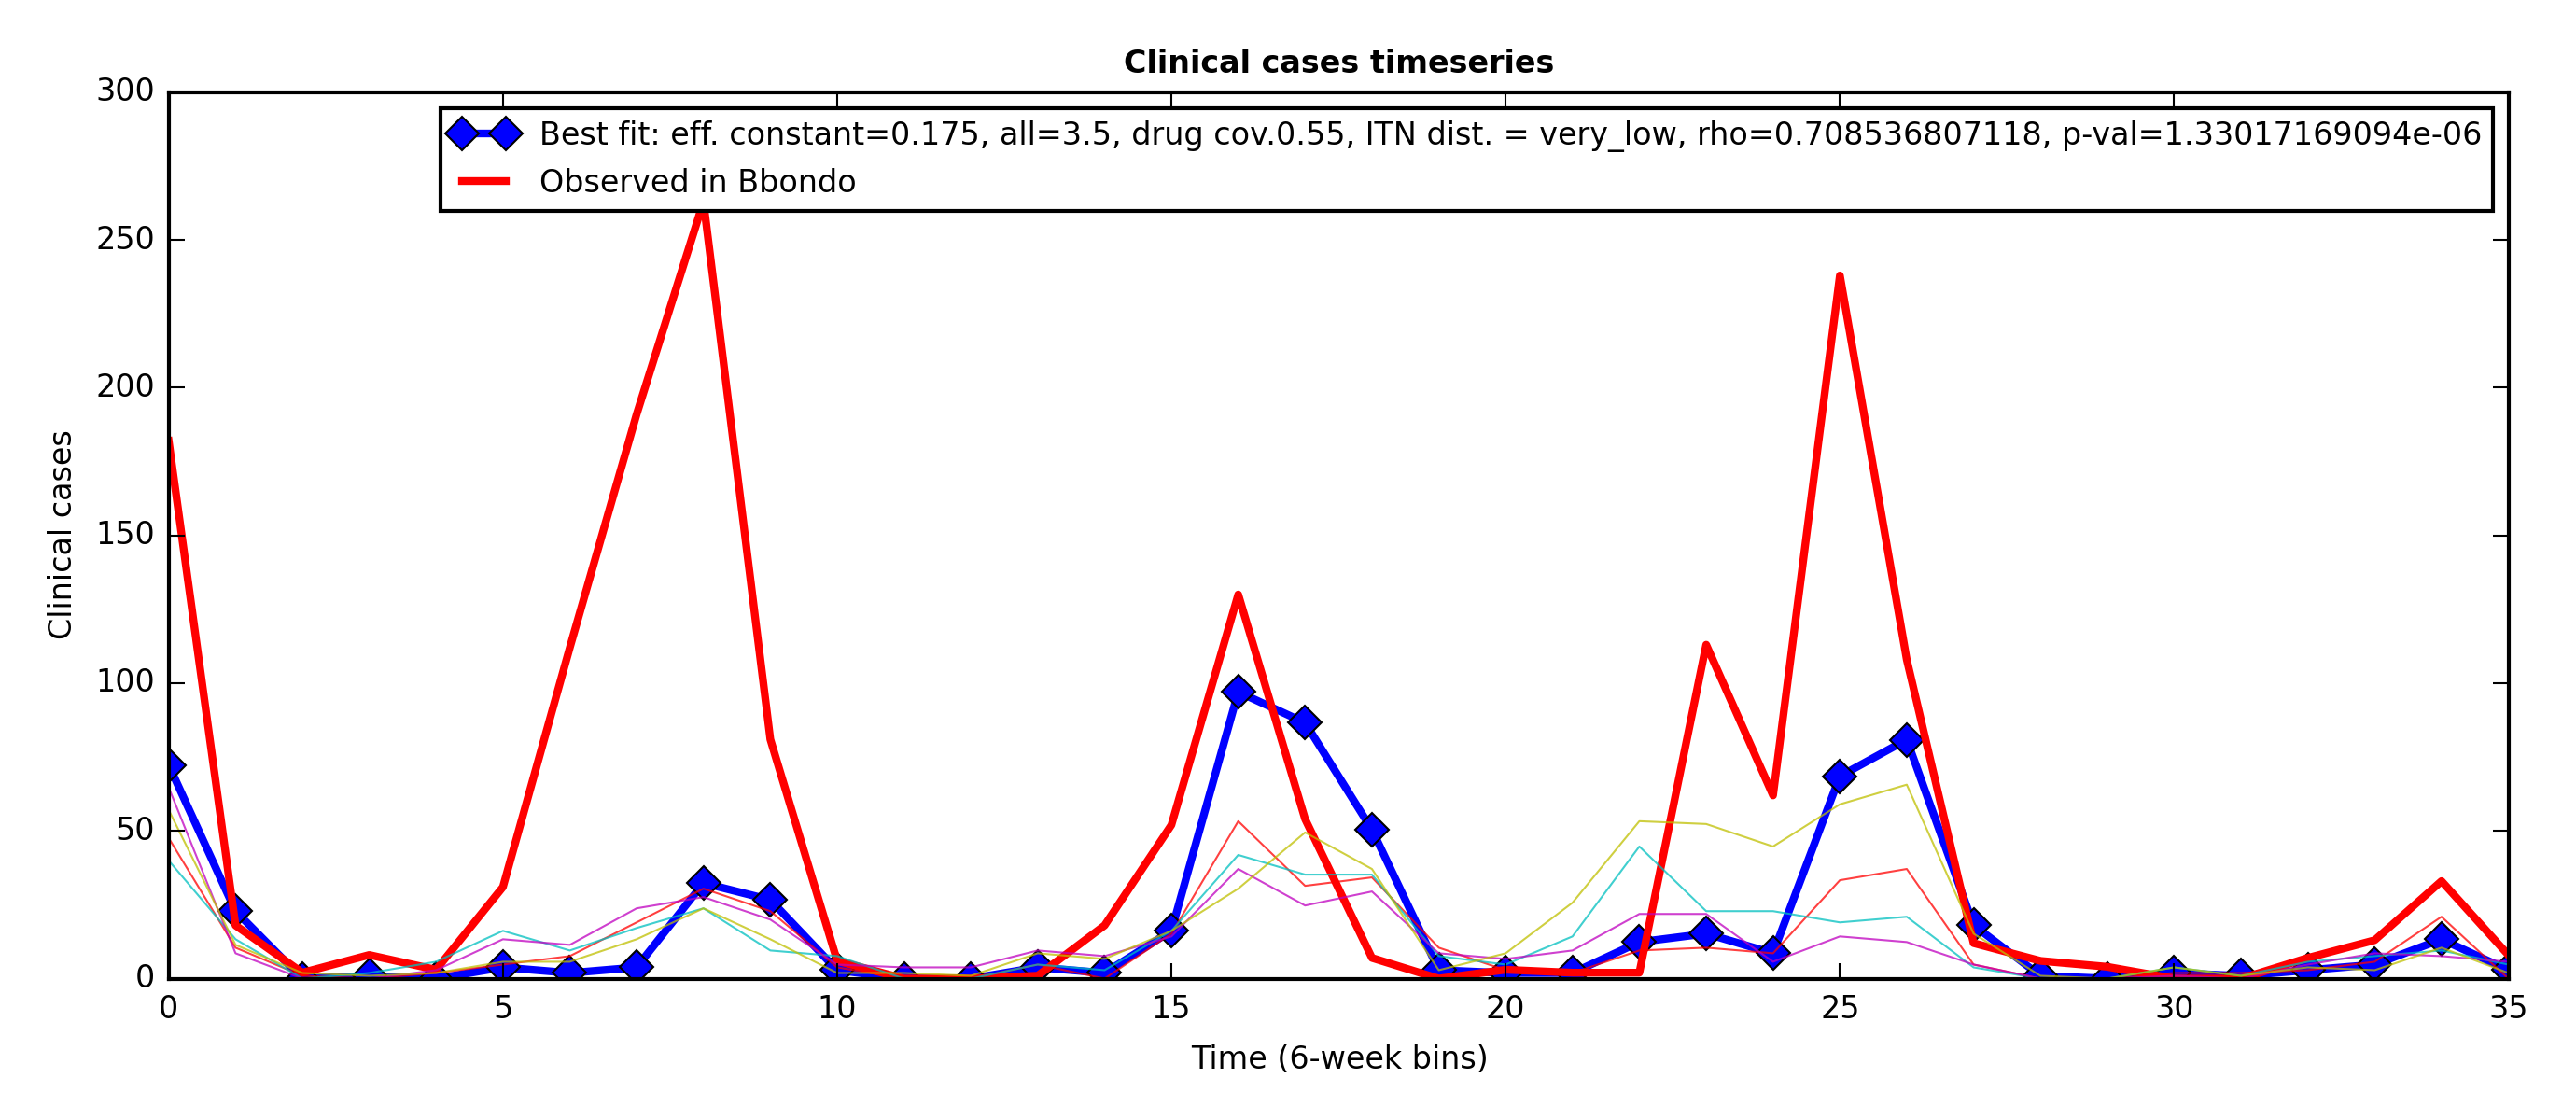 Clinical cases timeseries
300
250
200
150
100
50
0
Clinical cases
Best fit: eff. constant=0.175, all=3.5, drug cov.0.55, ITN dist. = very_low, rho=0.708536807118, p-val=1.33017169094e-06
Observed in Bbondo
0 5 10 15 20 25 30 35
Time (6-week bins)